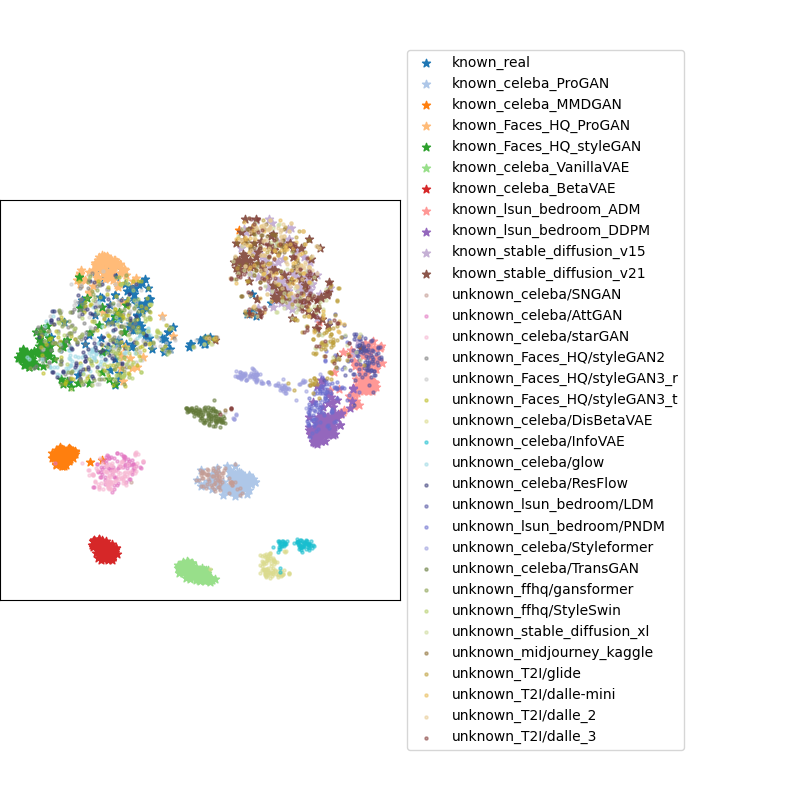 known_real
known_celeba_ProGAN
known_celeba_MMDGAN
known_Faces_HQ_ProGAN
known_Faces_HQ_styleGAN
known_celeba_VanillaVAE
known_celeba_BetaVAE
known_lsun_bedroom_ADM
known_lsun_bedroom_DDPM
known_stable_diffusion_v15
known_stable_diffusion_v21
unknown_celeba/SNGAN
unknown_celeba/AttGAN
unknown_celeba/starGAN
unknown_Faces_HQ/styleGAN2
unknown_Faces_HQ/styleGAN3_r
unknown_Faces_HQ/styleGAN3_t
unknown_celeba/DisBetaVAE
unknown_celeba/InfoVAE
unknown_celeba/glow
unknown_celeba/ResFlow
unknown_lsun_bedroom/LDM
unknown_lsun_bedroom/PNDM
unknown_celeba/Styleformer
unknown_celeba/TransGAN
unknown_ffhq/gansformer
unknown_ffhq/StyleSwin
unknown_stable_diffusion_xl
unknown_midjourney_kaggle
unknown_T2I/glide
unknown_T2I/dalle-mini
unknown_T2I/dalle_2
unknown_T2I/dalle_3